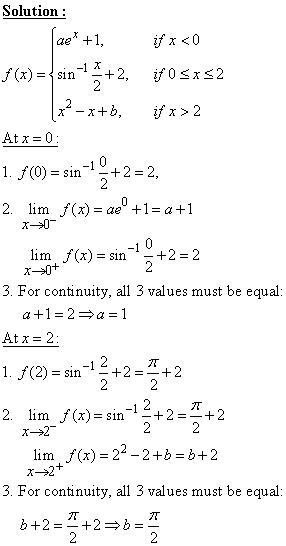 Solution :
f(x) = { ae^x + 1, if x < 0
sin^{-1} x/2 + 2, if 0 ≤ x ≤ 2
x^2 − x + b, if x > 2
At x = 0 :
1. f(0) = sin^{-1} 0/2 + 2 = 2,
2. lim_{x→0^-} f(x) = ae^0 + 1 = a + 1
lim_{x→0^+} f(x) = sin^{-1} 0/2 + 2 = 2
3. For continuity, all 3 values must be equal:
a + 1 = 2 ⇒ a = 1
At x = 2 :
1. f(2) = sin^{-1} 2/2 + 2 = π/2 + 2
2. lim_{x→2^-} f(x) = sin^{-1} 2/2 + 2 = π/2 + 2
lim_{x→2^+} f(x) = 2^2 − 2 + b = b + 2
3. For continuity, all 3 values must be equal:
b + 2 = π/2 + 2 ⇒ b = π/2